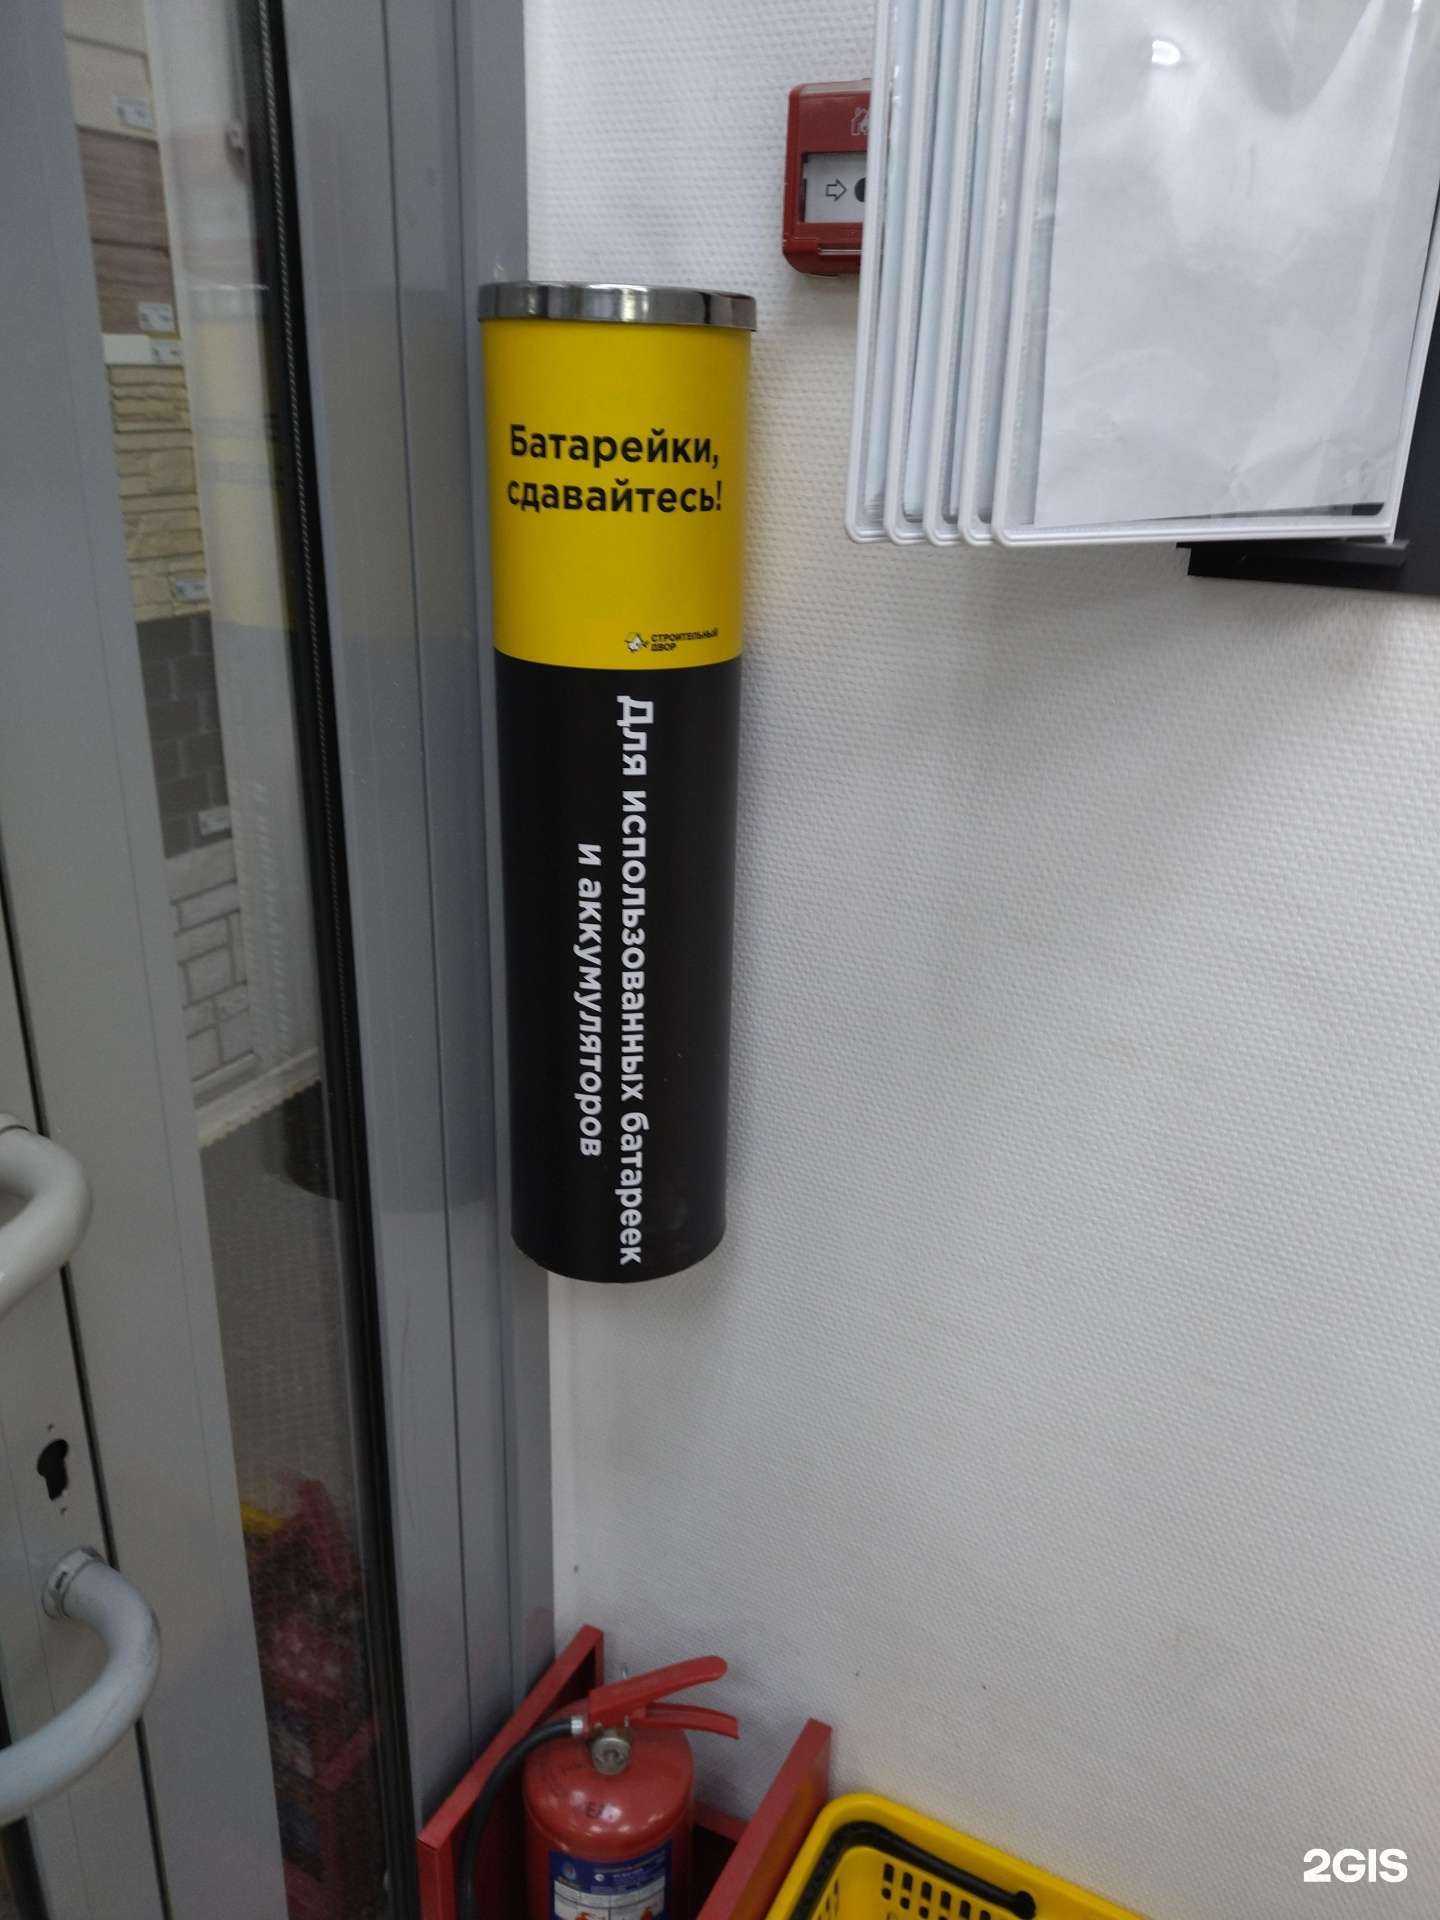 Батарейки,
сдавайтесь!
СТРОИТЕЛЬНЫЙ
ДВОР
Для использованных батареек
и аккумуляторов
2GIS